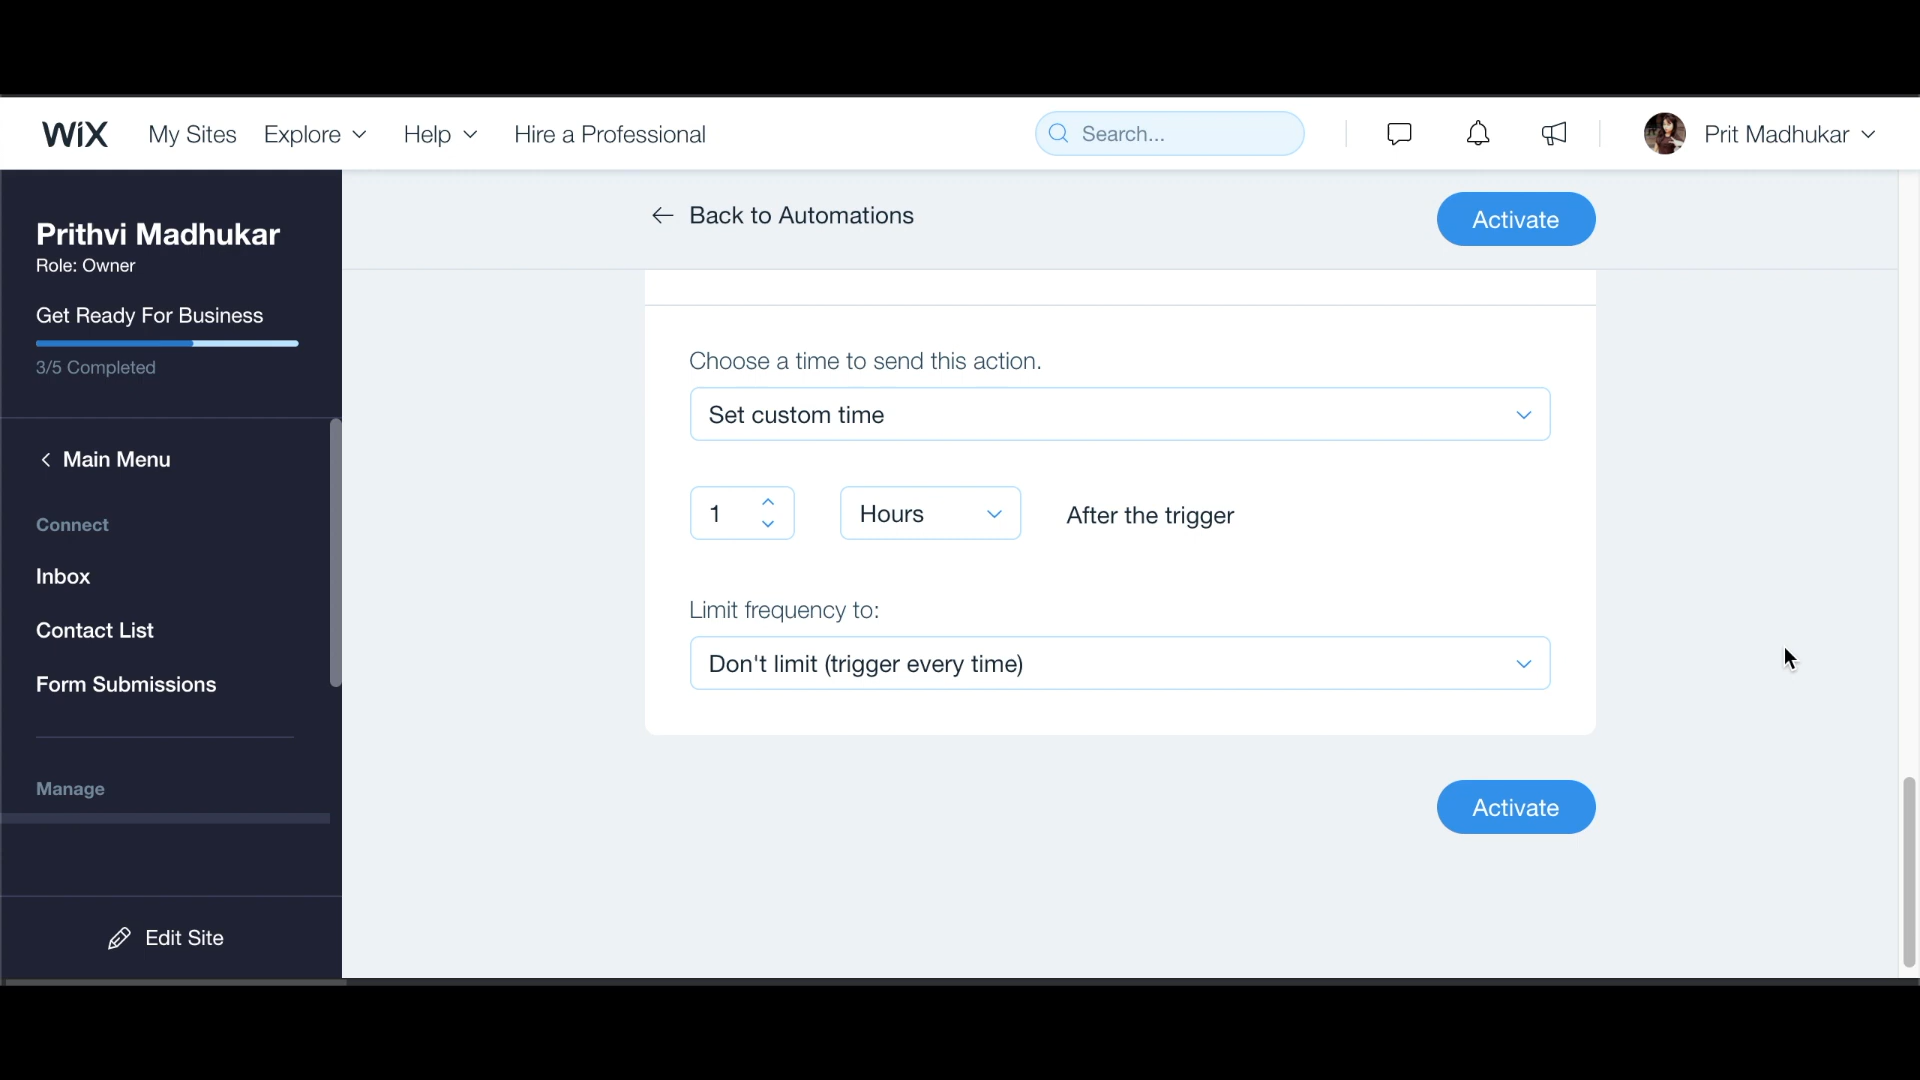 WiX My Sites Explore Help Hire a Professional Search... Prit Madhukar
Prithvi Madhukar
Role: Owner
Get Ready For Business
3/5 Completed
Main Menu
Connect
Inbox
Contact List
Form Submissions
Manage
Edit Site
Back to Automations
Activate
Choose a time to send this action.
Set custom time
1 Hours After the trigger
Limit frequency to:
Don't limit (trigger every time)
Activate